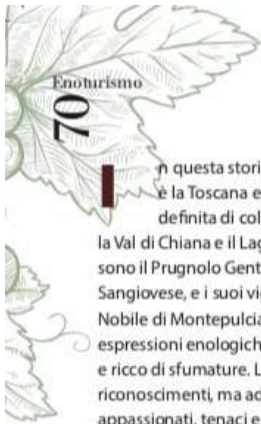 Enoturismo
70
In questa stori
è la Toscana e
definita di col
la Val di Chiana e il Lag
sono il Prugnolo Gent
Sangiovese, e i suoi vi
Nobile di Montepulcia
espressioni enologich
e ricco di sfumature. L
riconoscimenti, ma ad
appassionati, tenaci e